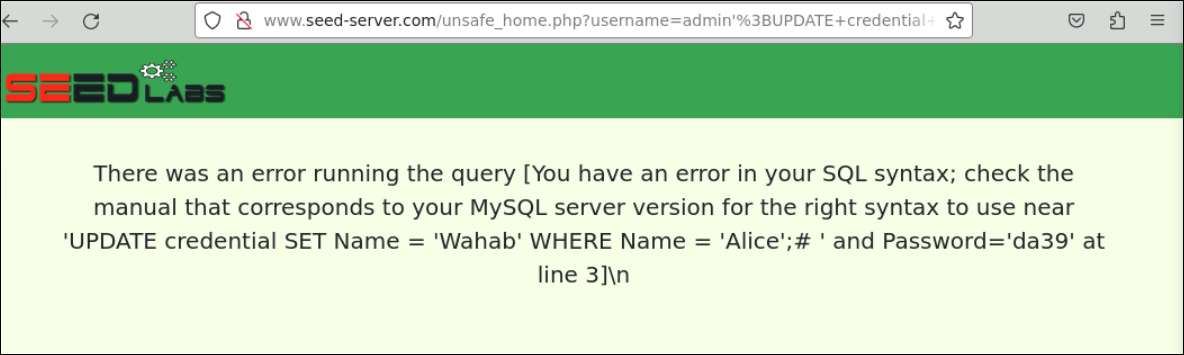 www.seed-server.com/unsafe_home.php?username=admin'%3BUPDATE+credential+
SEED LABS
There was an error running the query [You have an error in your SQL syntax; check the
manual that corresponds to your MySQL server version for the right syntax to use near
'UPDATE credential SET Name = 'Wahab' WHERE Name = 'Alice';# ' and Password='da39' at
line 3]\n